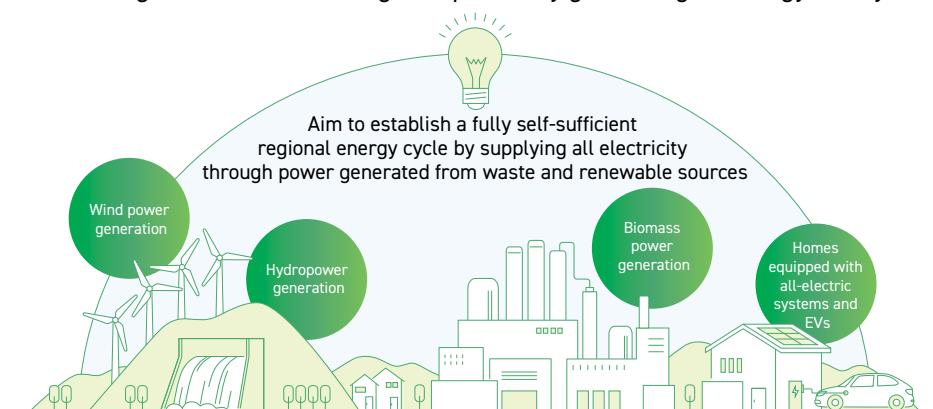 Aim to establish a fully self-sufficient
regional energy cycle by supplying all electricity
through power generated from waste and renewable sources
Wind power
generation
Hydropower
generation
Biomass
power
generation
Homes
equipped with
all-electric
systems and
EVs